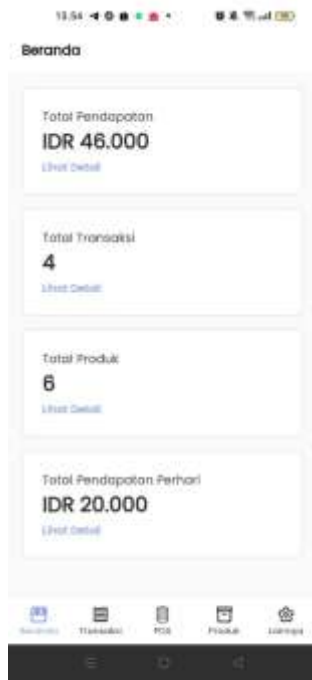 13.54
Beranda
Total Pendapatan
IDR 46.000
Lihat Detail
Total Transaksi
4
Lihat Detail
Total Produk
6
Lihat Detail
Total Pendapatan Perhari
IDR 20.000
Lihat Detail
Beranda Transaksi POS Produk Lainnya